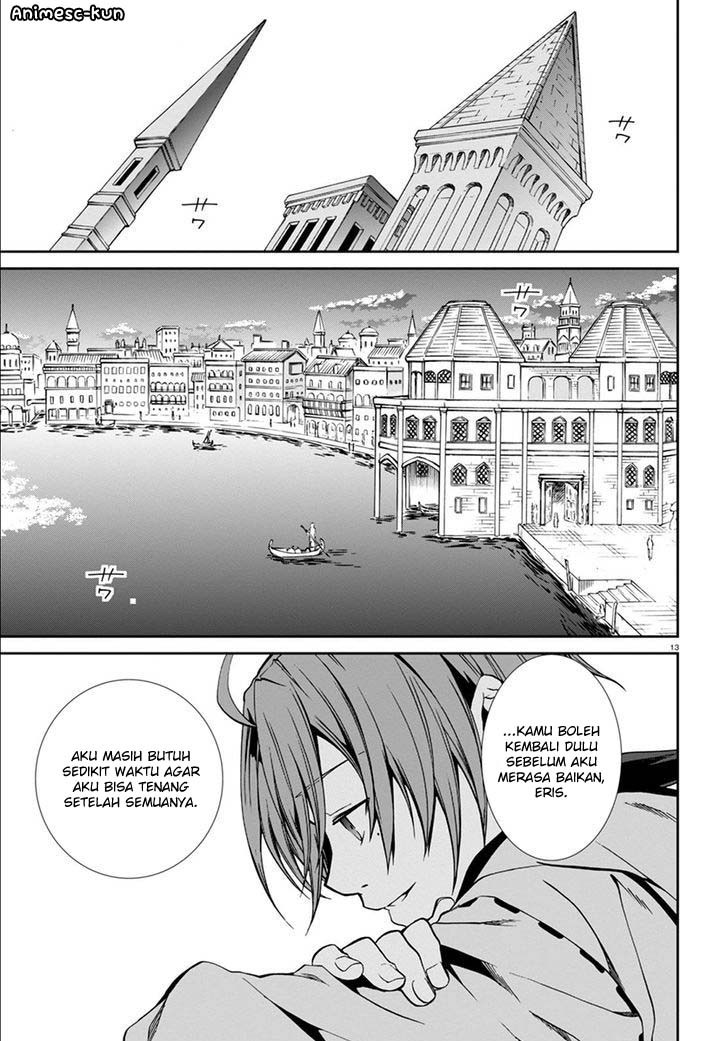 Animesc-kun
ザワ
ザワ
ザワ
ザワ
13
...KAMU BOLEH
KEMBALI DULU
SEBELUM AKU
MERASA BAIKAN,
ERIS.
AKU MASIH BUTUH
SEDIKIT WAKTU AGAR
AKU BISA TENANG
SETELAH SEMUANYA.